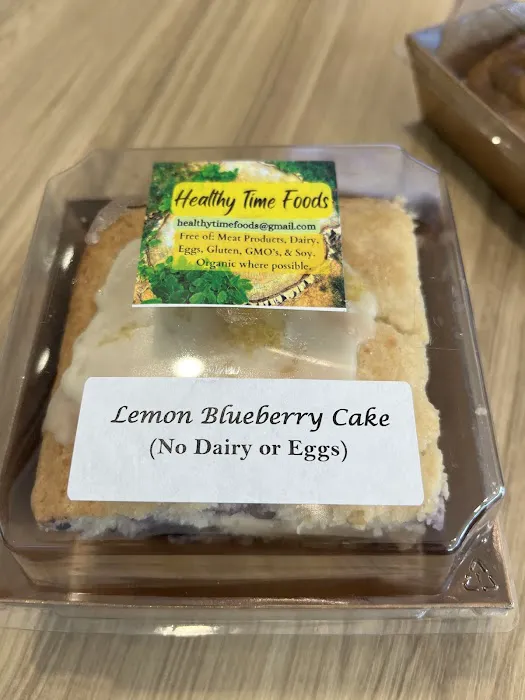 Healthy Time Foods
healthytimefoods@gmail.com
Free of: Meat Products, Dairy,
Eggs, Gluten, GMO's, & Soy.
Organic where possible.
Lemon Blueberry Cake
(No Dairy or Eggs)